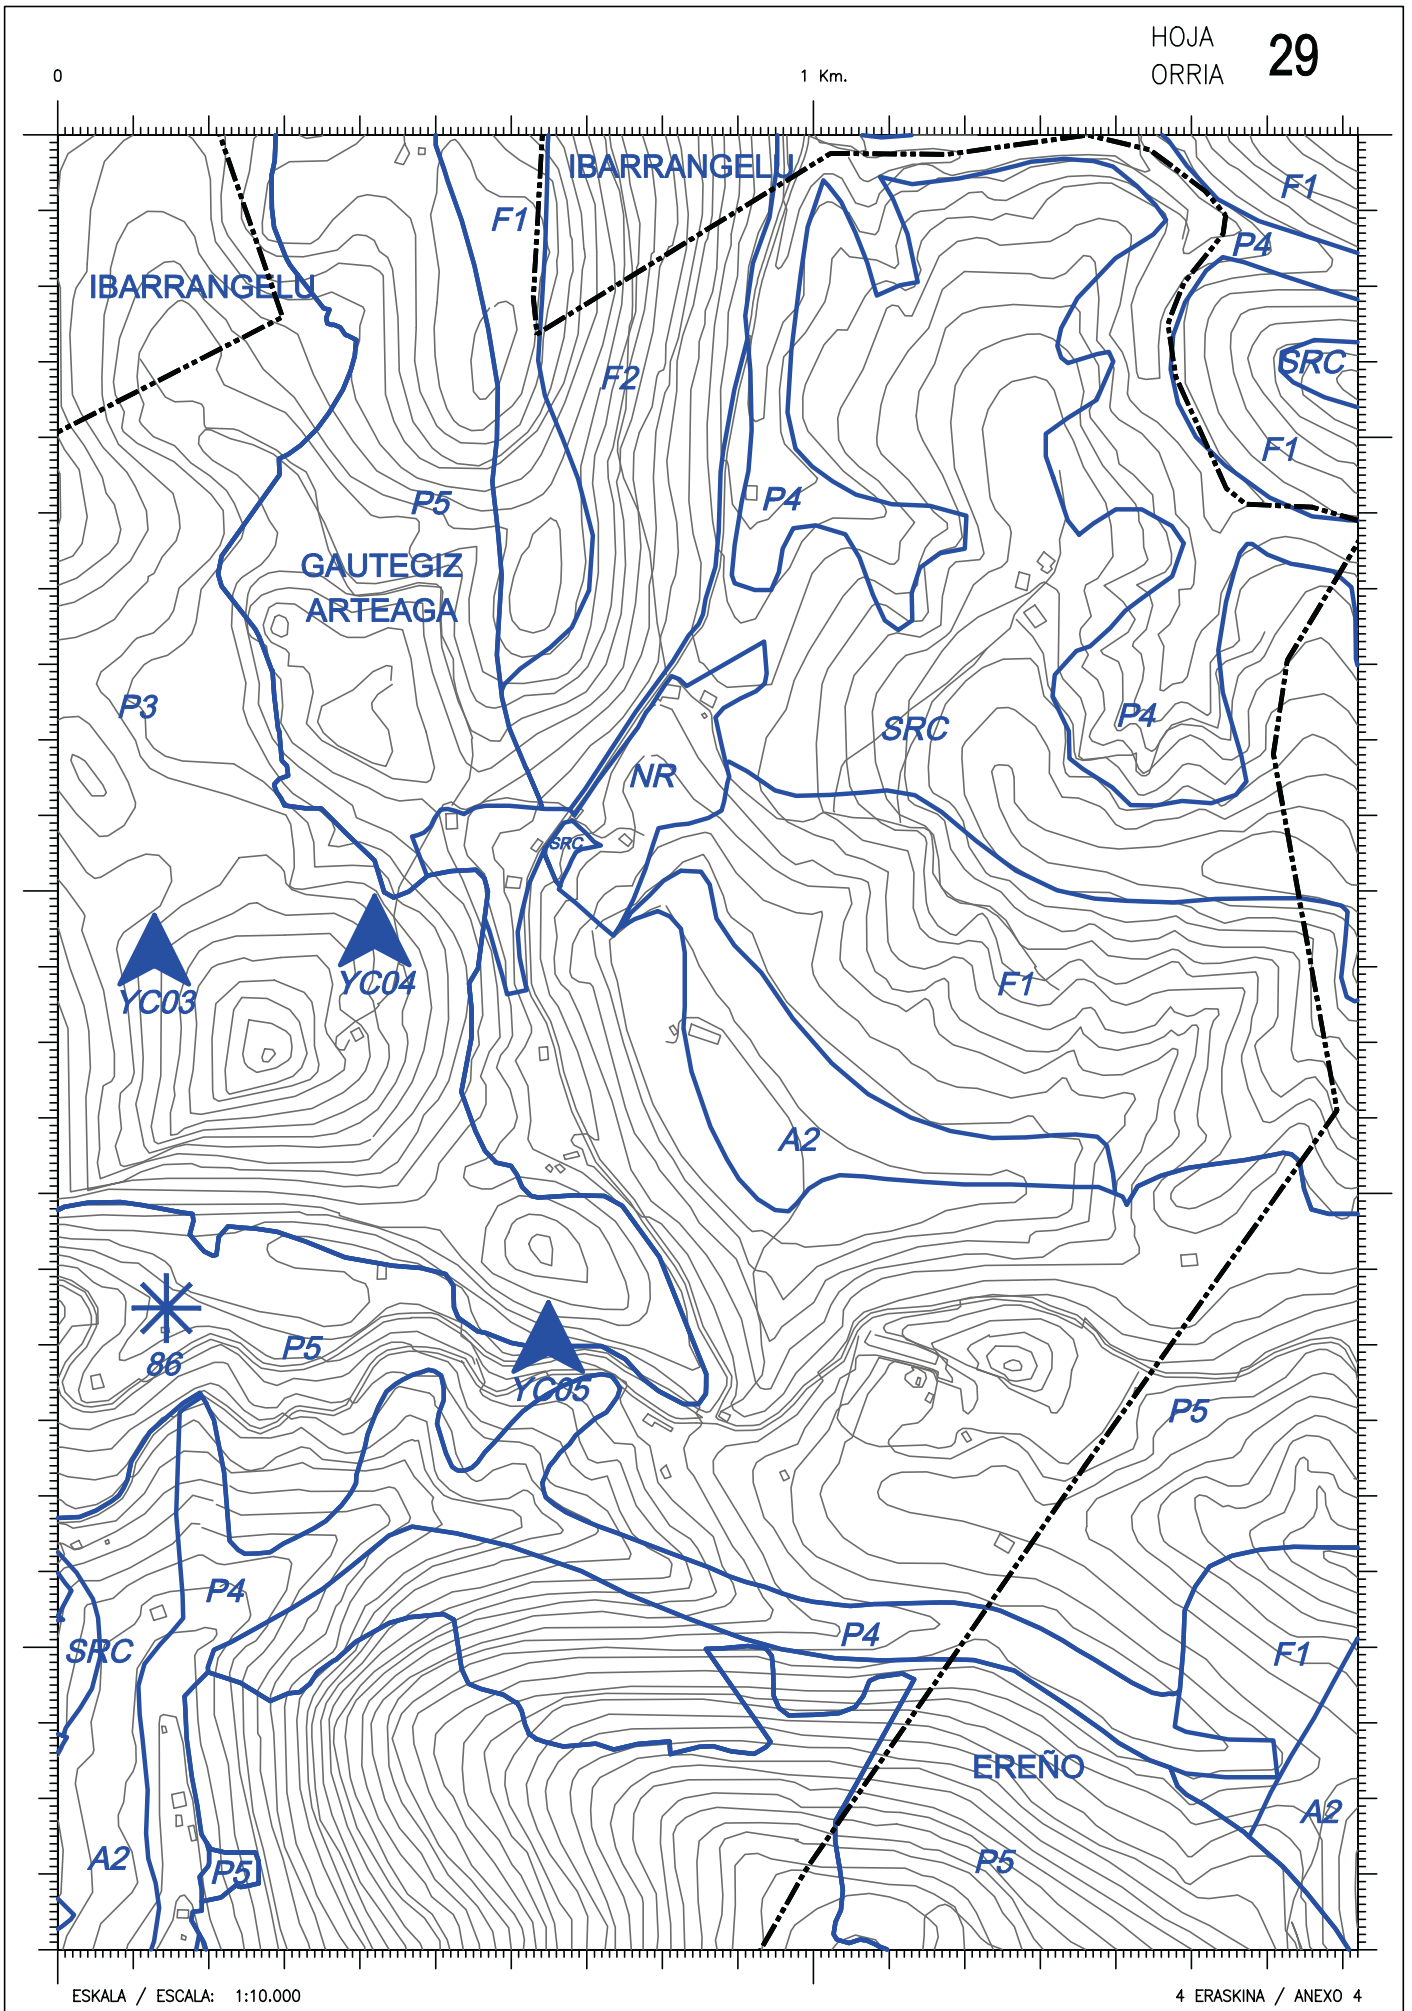 HOJA
ORRIA
29
0
1 Km.
IBARRANGELU
F1
F1
P4
IBARRANGELU
F2
SRC
F1
P5
P4
GAUTEGIZ
ARTEAGA
P3
P4
SRC
NR
SRC
YC03
YC04
F1
A2
86
P5
YC05
P5
P4
SRC
P4
F1
EREÑO
A2
A2
P5
P5
ESKALA / ESCALA: 1:10.000
4 ERASKINA / ANEXO 4